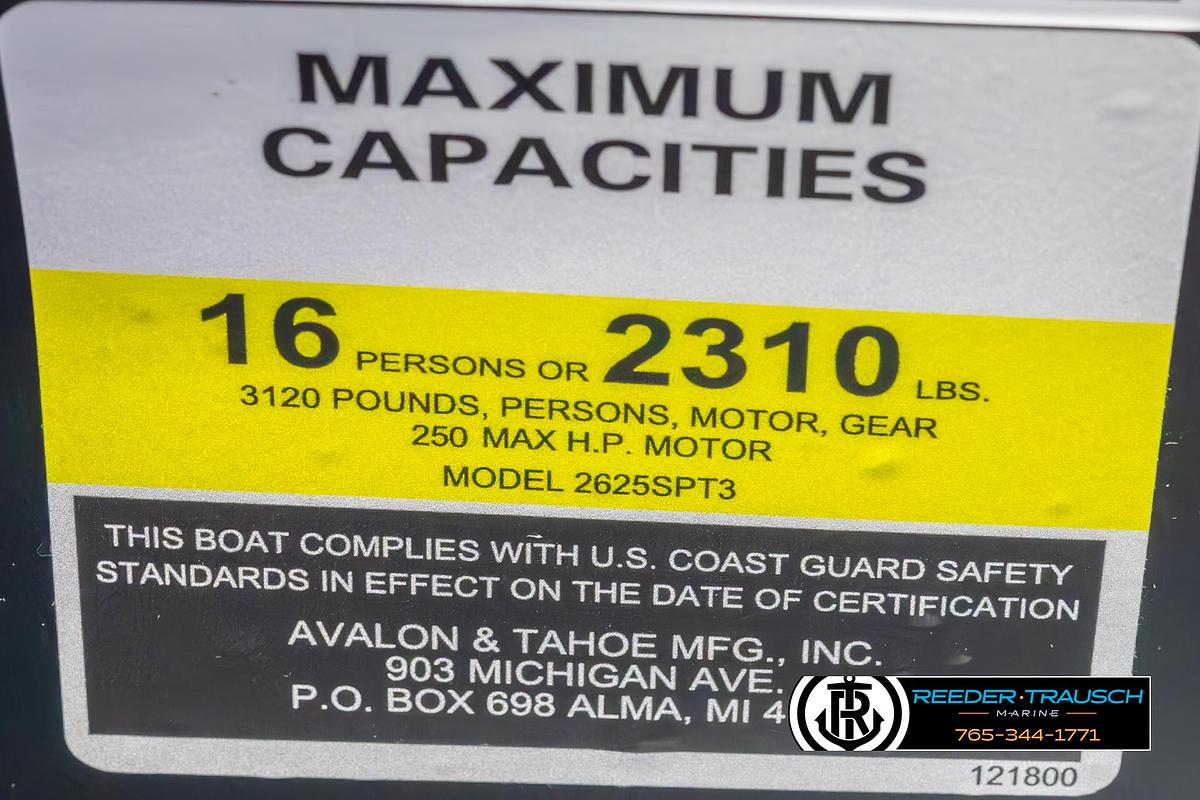 MAXIMUM
CAPACITIES
16 PERSONS OR 2310 LBS.
3120 POUNDS, PERSONS, MOTOR, GEAR
250 MAX H.P. MOTOR
MODEL 2625SPT3
THIS BOAT COMPLIES WITH U.S. COAST GUARD SAFETY
STANDARDS IN EFFECT ON THE DATE OF CERTIFICATION
AVALON & TAHOE MFG., INC.
903 MICHIGAN AVE.
P.O. BOX 698 ALMA, MI 4
REEDER·TRAUSCH
MARINE
765-344-1771
121800